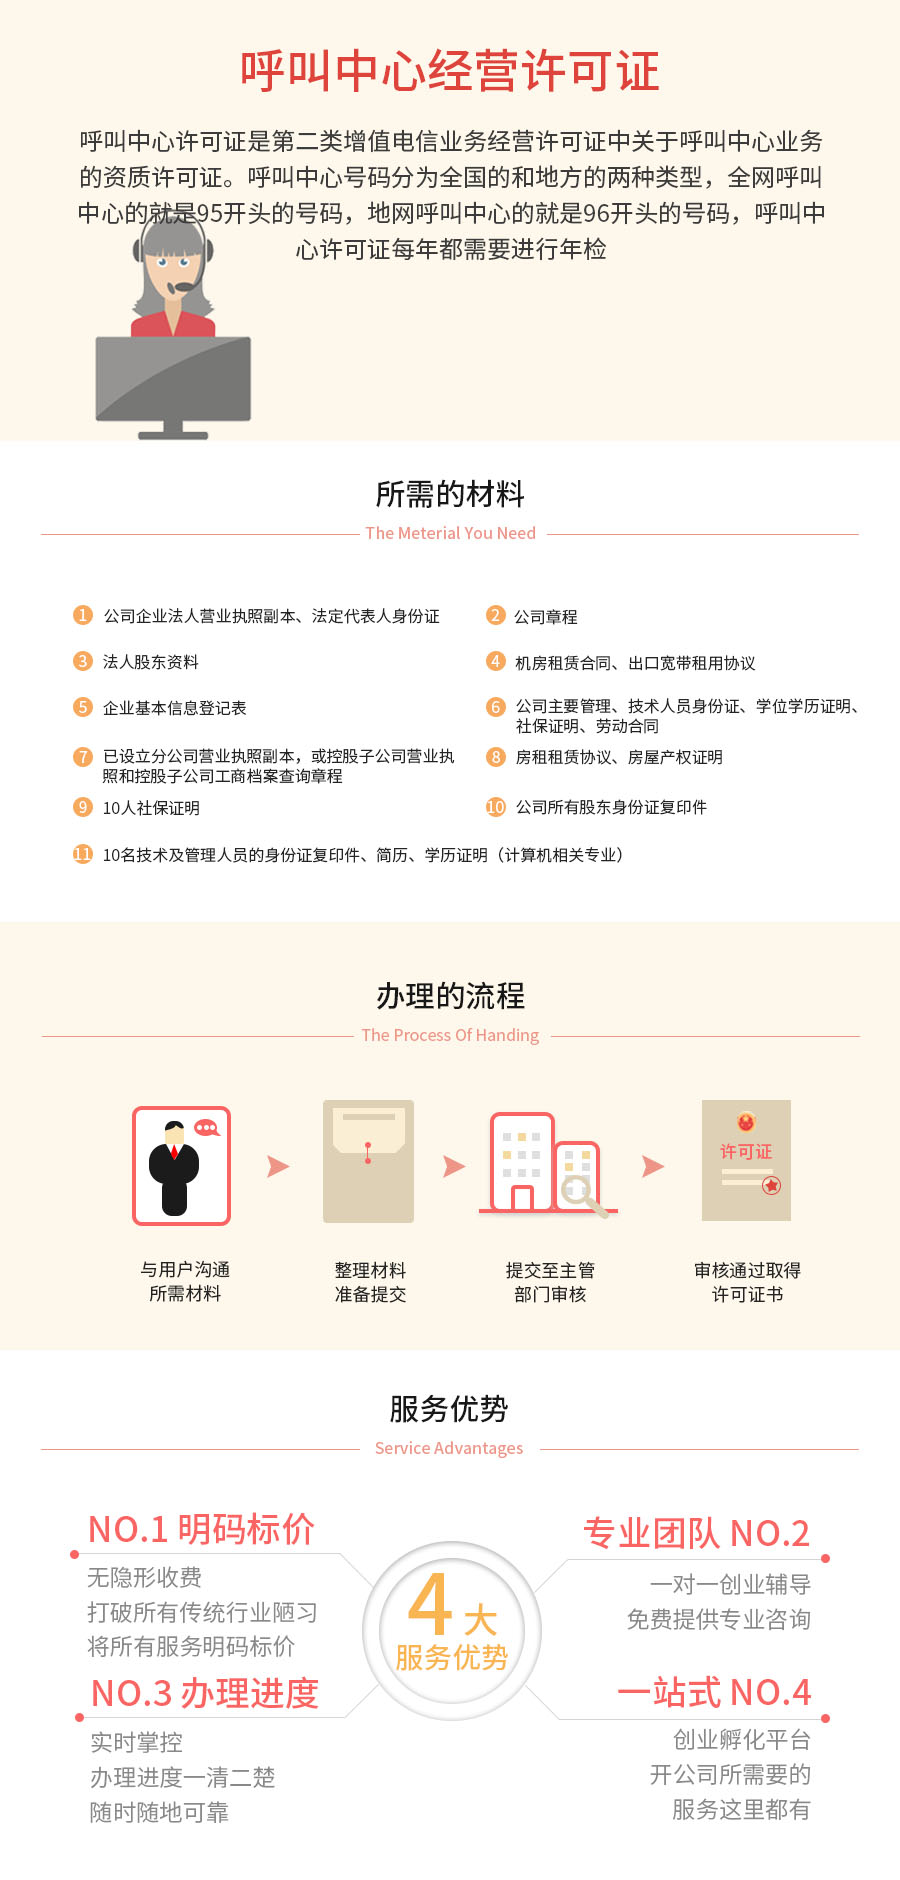 呼叫中心经营许可证
呼叫中心许可证是第二类增值电信业务经营许可证中关于呼叫中心业务
的资质许可证。呼叫中心号码分为全国的和地方的两种类型，全网呼叫
中心的就是95开头的号码，地网呼叫中心的就是96开头的号码，呼叫中
心许可证每年都需要进行年检
所需的材料
The Meterial You Need
1 公司企业法人营业执照副本、法定代表人身份证
2 公司章程
3 法人股东资料
4 机房租赁合同、出口宽带租用协议
5 企业基本信息登记表
6 公司主要管理、技术人员身份证、学位学历证明、
社保证明、劳动合同
7 已设立分公司营业执照副本，或控股子公司营业执
照和控股子公司工商档案查询章程
8 房租租赁协议、房屋产权证明
9 10人社保证明
10 公司所有股东身份证复印件
11 10名技术及管理人员的身份证复印件、简历、学历证明（计算机相关专业）
办理的流程
The Process Of Handing
许可证
与用户沟通
所需材料
整理材料
准备提交
提交至主管
部门审核
审核通过取得
许可证书
服务优势
Service Advantages
NO.1 明码标价
无隐形收费
打破所有传统行业陋习
将所有服务明码标价
专业团队 NO.2
一对一创业辅导
免费提供专业咨询
4 大
服务优势
NO.3 办理进度
实时掌控
办理进度一清二楚
随时随地可靠
一站式 NO.4
创业孵化平台
开公司所需要的
服务这里都有